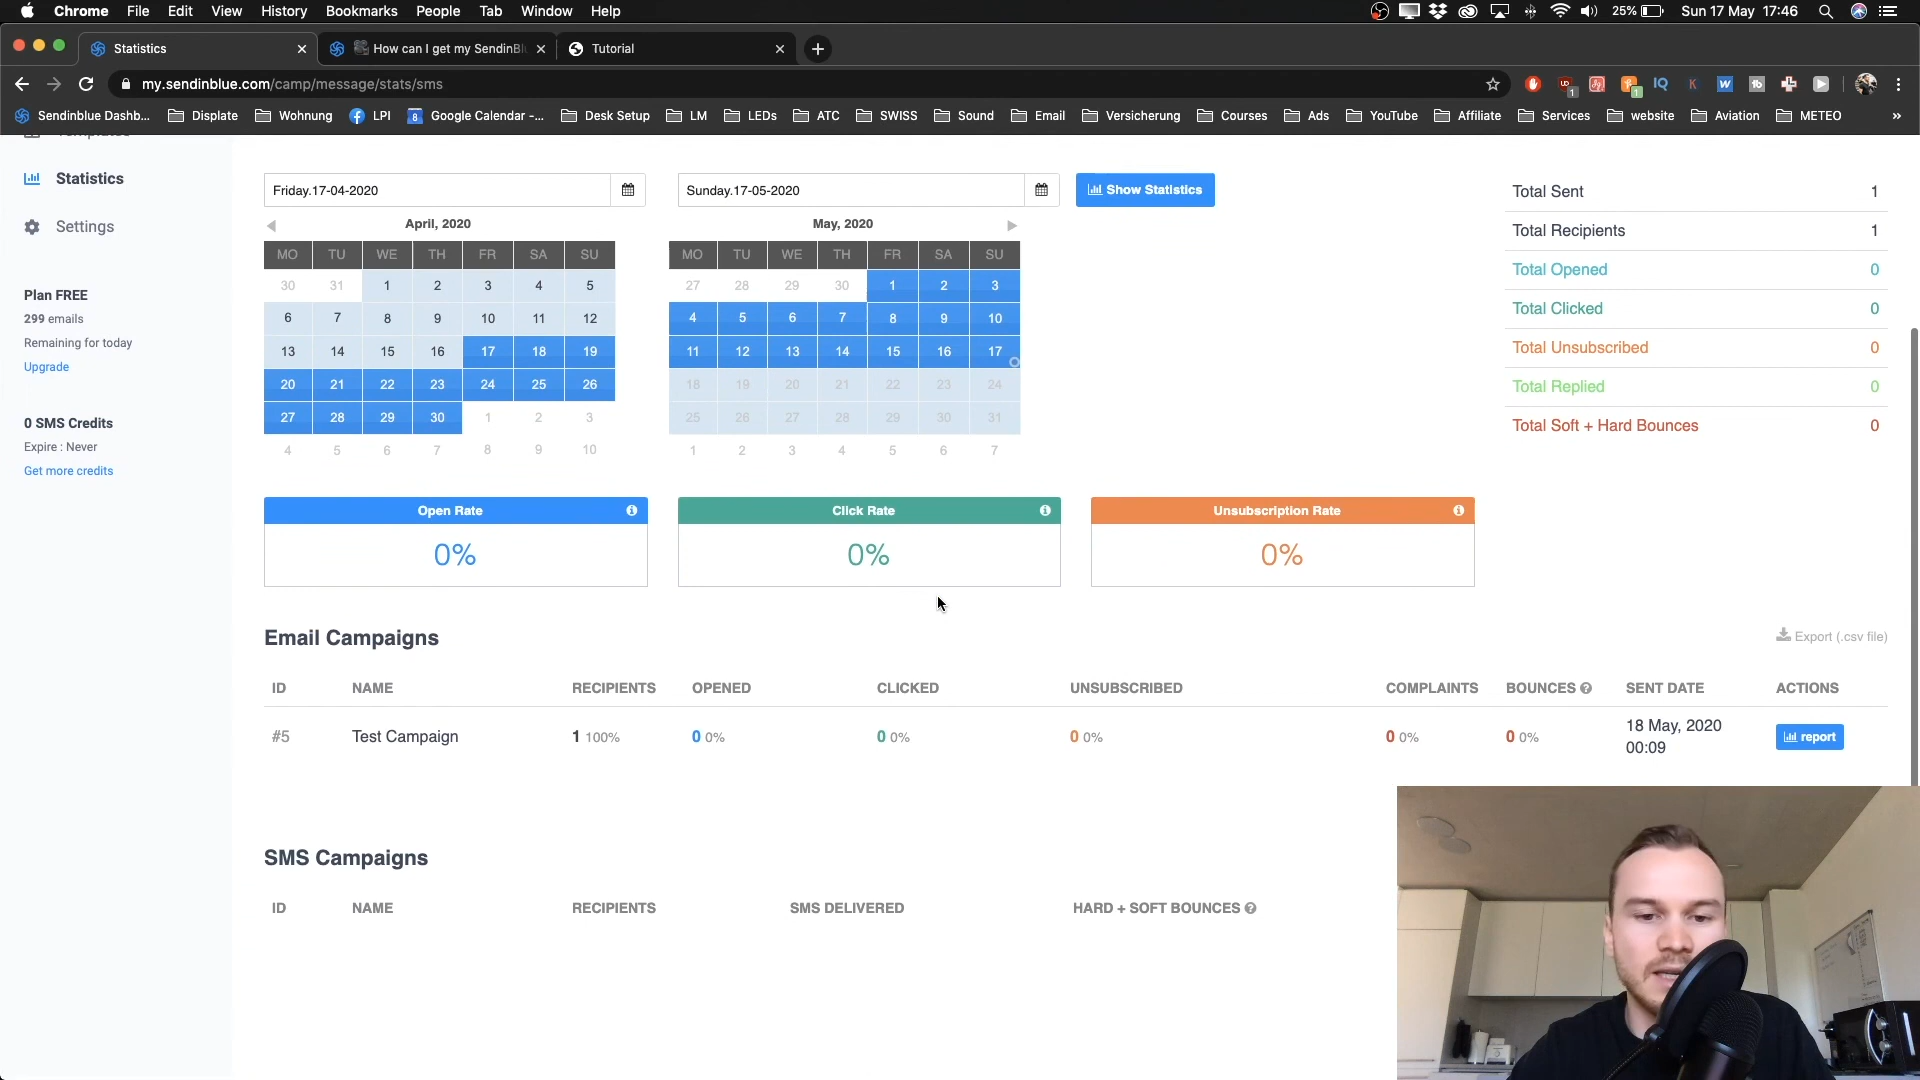 Chrome File Edit View History Bookmarks People Tab Window Help 25% Sun 17 May 17:46
Statistics How can I get my SendinBl Tutorial
my.sendinblue.com/camp/message/stats/sms
Sendinblue Dashb... Displate Wohnung LPI Google Calendar -... Desk Setup LM LEDs ATC SWISS Sound Email Versicherung Courses Ads YouTube Affiliate Services website Aviation METEO »
Templates
Statistics
Settings
Plan FREE
299 emails
Remaining for today
Upgrade
0 SMS Credits
Expire : Never
Get more credits
Friday.17-04-2020 Sunday.17-05-2020 Show Statistics
April, 2020
MO TU WE TH FR SA SU
30 31 1 2 3 4 5
6 7 8 9 10 11 12
13 14 15 16 17 18 19
20 21 22 23 24 25 26
27 28 29 30 1 2 3
4 5 6 7 8 9 10
May, 2020
MO TU WE TH FR SA SU
27 28 29 30 1 2 3
4 5 6 7 8 9 10
11 12 13 14 15 16 17
18 19 20 21 22 23 24
25 26 27 28 29 30 31
1 2 3 4 5 6 7
Total Sent 1
Total Recipients 1
Total Opened 0
Total Clicked 0
Total Unsubscribed 0
Total Replied 0
Total Soft + Hard Bounces 0
Open Rate
0%
Click Rate
0%
Unsubscription Rate
0%
Email Campaigns Export (.csv file)
ID NAME RECIPIENTS OPENED CLICKED UNSUBSCRIBED COMPLAINTS BOUNCES SENT DATE ACTIONS
#5 Test Campaign 1 100% 0 0% 0 0% 0 0% 0 0% 0 0% 18 May, 2020 report
00:09
SMS Campaigns
ID NAME RECIPIENTS SMS DELIVERED HARD + SOFT BOUNCES